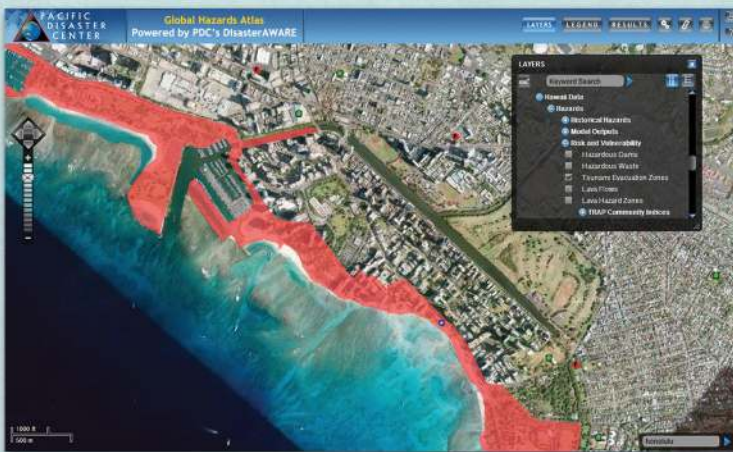 PACIFIC
DISASTER
CENTER
Global Hazards Atlas
Powered by PDC's DisasterAWARE
LAYERS
LEGEND
RESULTS
LAYERS
Keyword Search
Hawaii Data
Hazards
Historical Hazards
Model Outputs
Risk and Vulnerability
Hazardous Dams
Hazardous Waste
Tsunami Evacuation Zones
Lava Flows
Lava Hazard Zones
TRAP Community Indices
1000 ft
500 m
honolulu